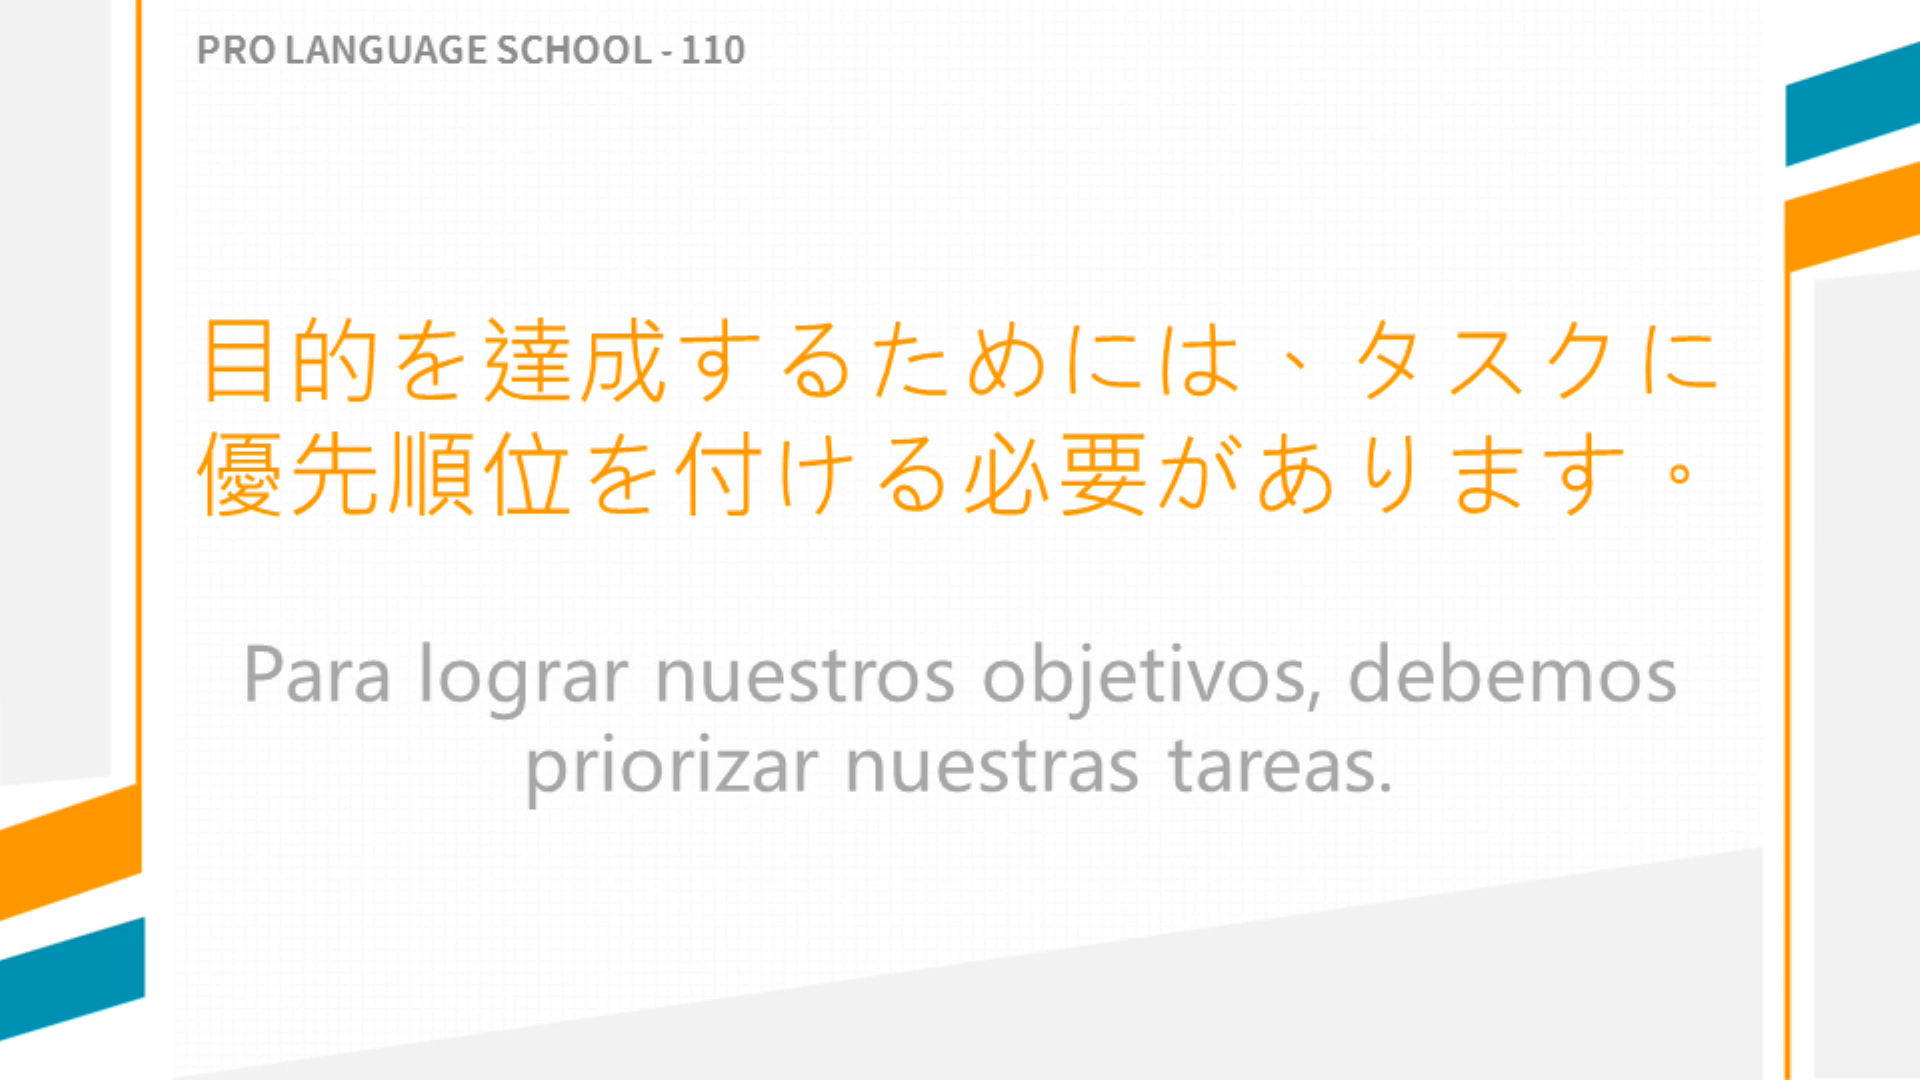 PRO LANGUAGE SCHOOL - 110
目的を達成するためには、タスクに
優先順位を付ける必要があります。
Para lograr nuestros objetivos, debemos
priorizar nuestras tareas.